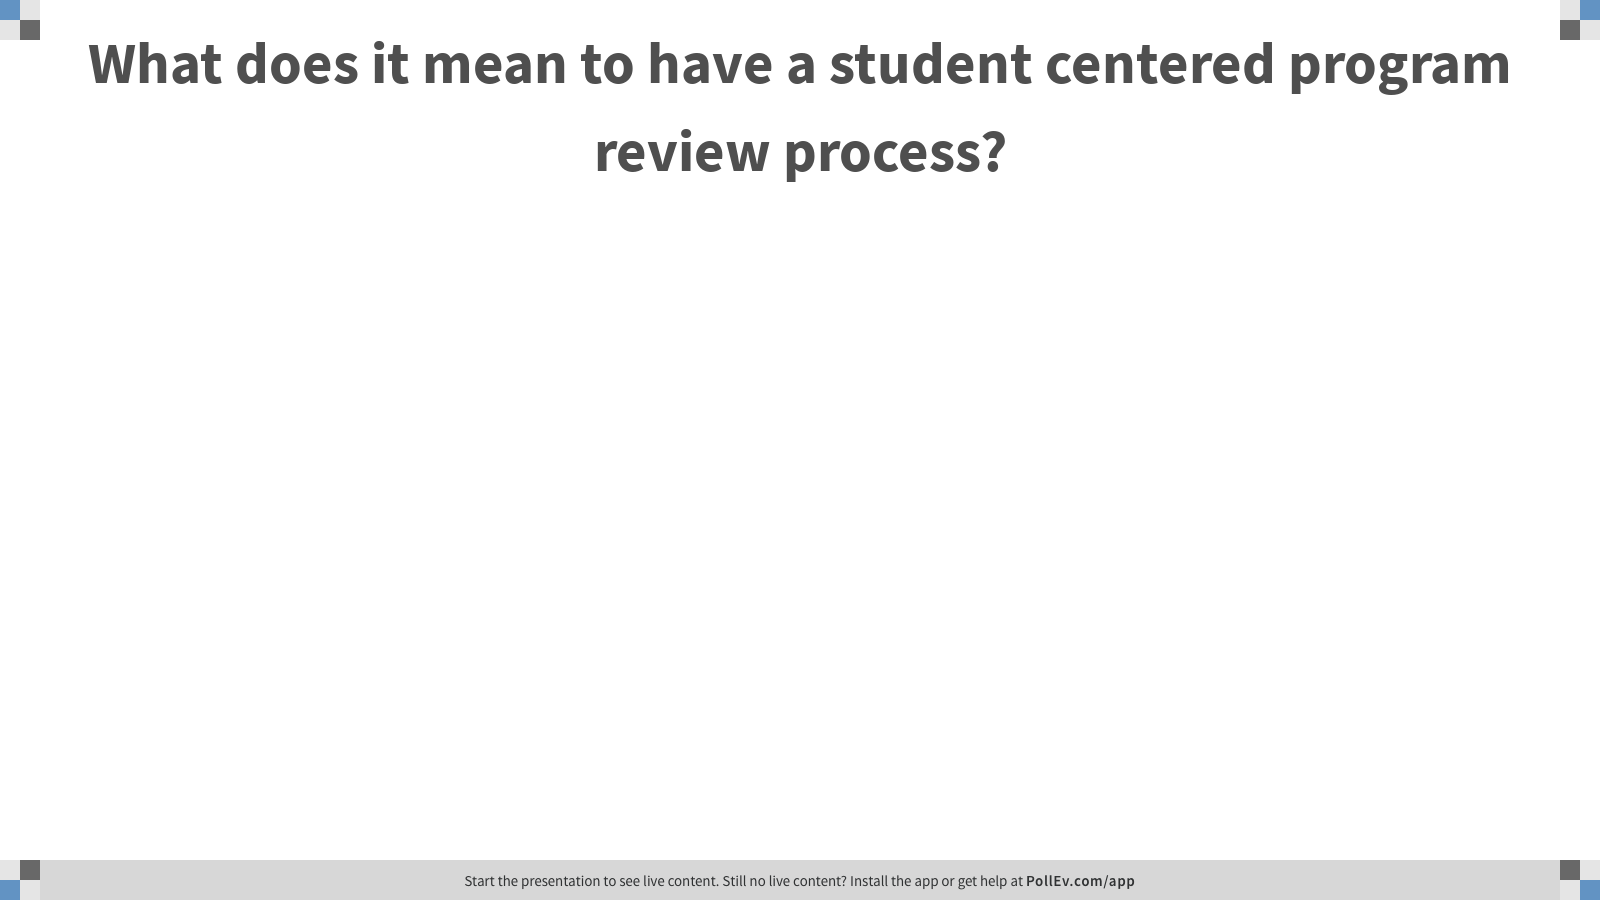 What does it mean to have a student centered program
review process?
Start the presentation to see live content. Still no live content? Install the app or get help at PollEv.com/app